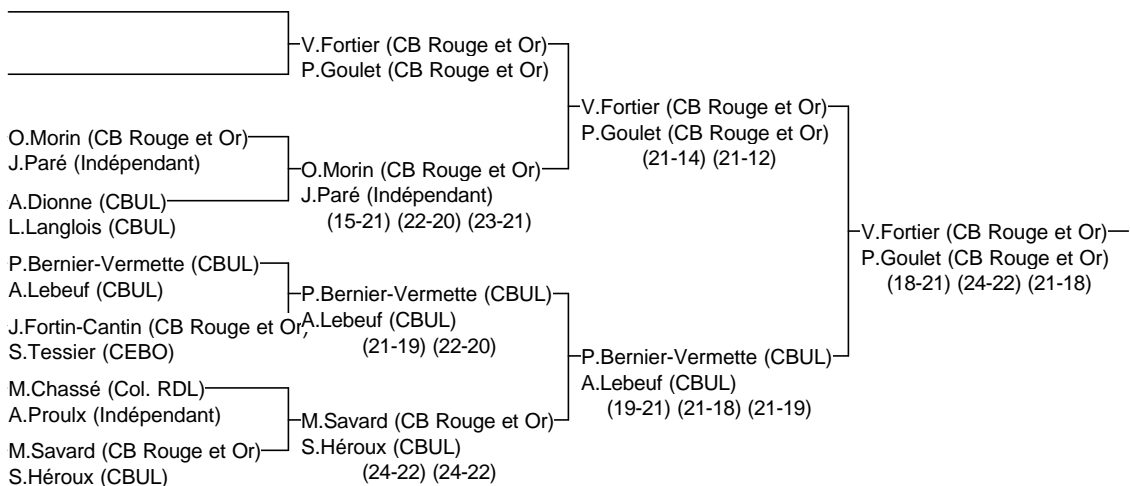 V.Fortier (CB Rouge et Or)
P.Goulet (CB Rouge et Or)
V.Fortier (CB Rouge et Or)
P.Goulet (CB Rouge et Or)
(21-14) (21-12)
O.Morin (CB Rouge et Or)
J.Paré (Indépendant)
O.Morin (CB Rouge et Or)
J.Paré (Indépendant)
(15-21) (22-20) (23-21)
A.Dionne (CBUL)
L.Langlois (CBUL)
V.Fortier (CB Rouge et Or)
P.Goulet (CB Rouge et Or)
(18-21) (24-22) (21-18)
P.Bernier-Vermette (CBUL)
A.Lebeuf (CBUL)
P.Bernier-Vermette (CBUL)
A.Lebeuf (CBUL)
(21-19) (22-20)
J.Fortin-Cantin (CB Rouge et Or)
S.Tessier (CEBO)
P.Bernier-Vermette (CBUL)
A.Lebeuf (CBUL)
(19-21) (21-18) (21-19)
M.Chassé (Col. RDL)
A.Proulx (Indépendant)
M.Savard (CB Rouge et Or)
S.Héroux (CBUL)
(24-22) (24-22)
M.Savard (CB Rouge et Or)
S.Héroux (CBUL)